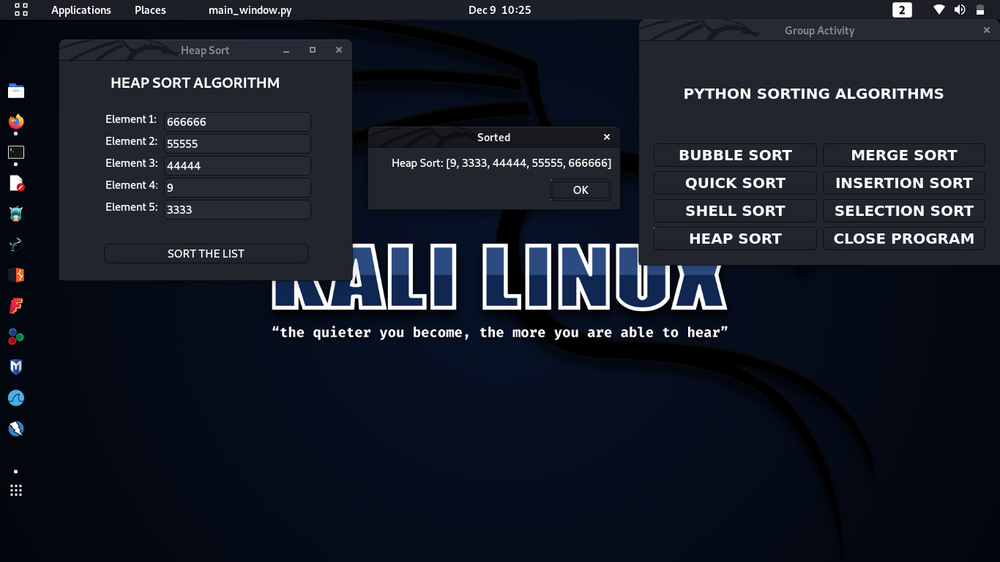 Applications Places main_window.py Dec 9 10:25 2
Heap Sort
HEAP SORT ALGORITHM
Element 1: 666666
Element 2: 55555
Element 3: 44444
Element 4: 9
Element 5: 3333
SORT THE LIST
Sorted
Heap Sort: [9, 3333, 44444, 55555, 666666]
OK
Group Activity
PYTHON SORTING ALGORITHMS
BUBBLE SORT MERGE SORT
QUICK SORT INSERTION SORT
SHELL SORT SELECTION SORT
HEAP SORT CLOSE PROGRAM
KALI LINUX
“the quieter you become, the more you are able to hear”